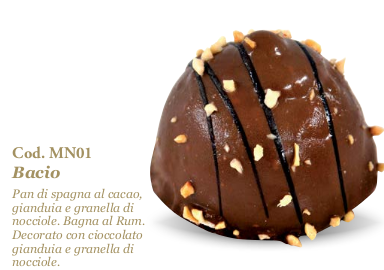 Cod. MN01
Bacio
Pan di spagna al cacao,
gianduia e granella di
nocciole. Bagna al Rum.
Decorato con cioccolato
gianduia e granella di
nocciole.